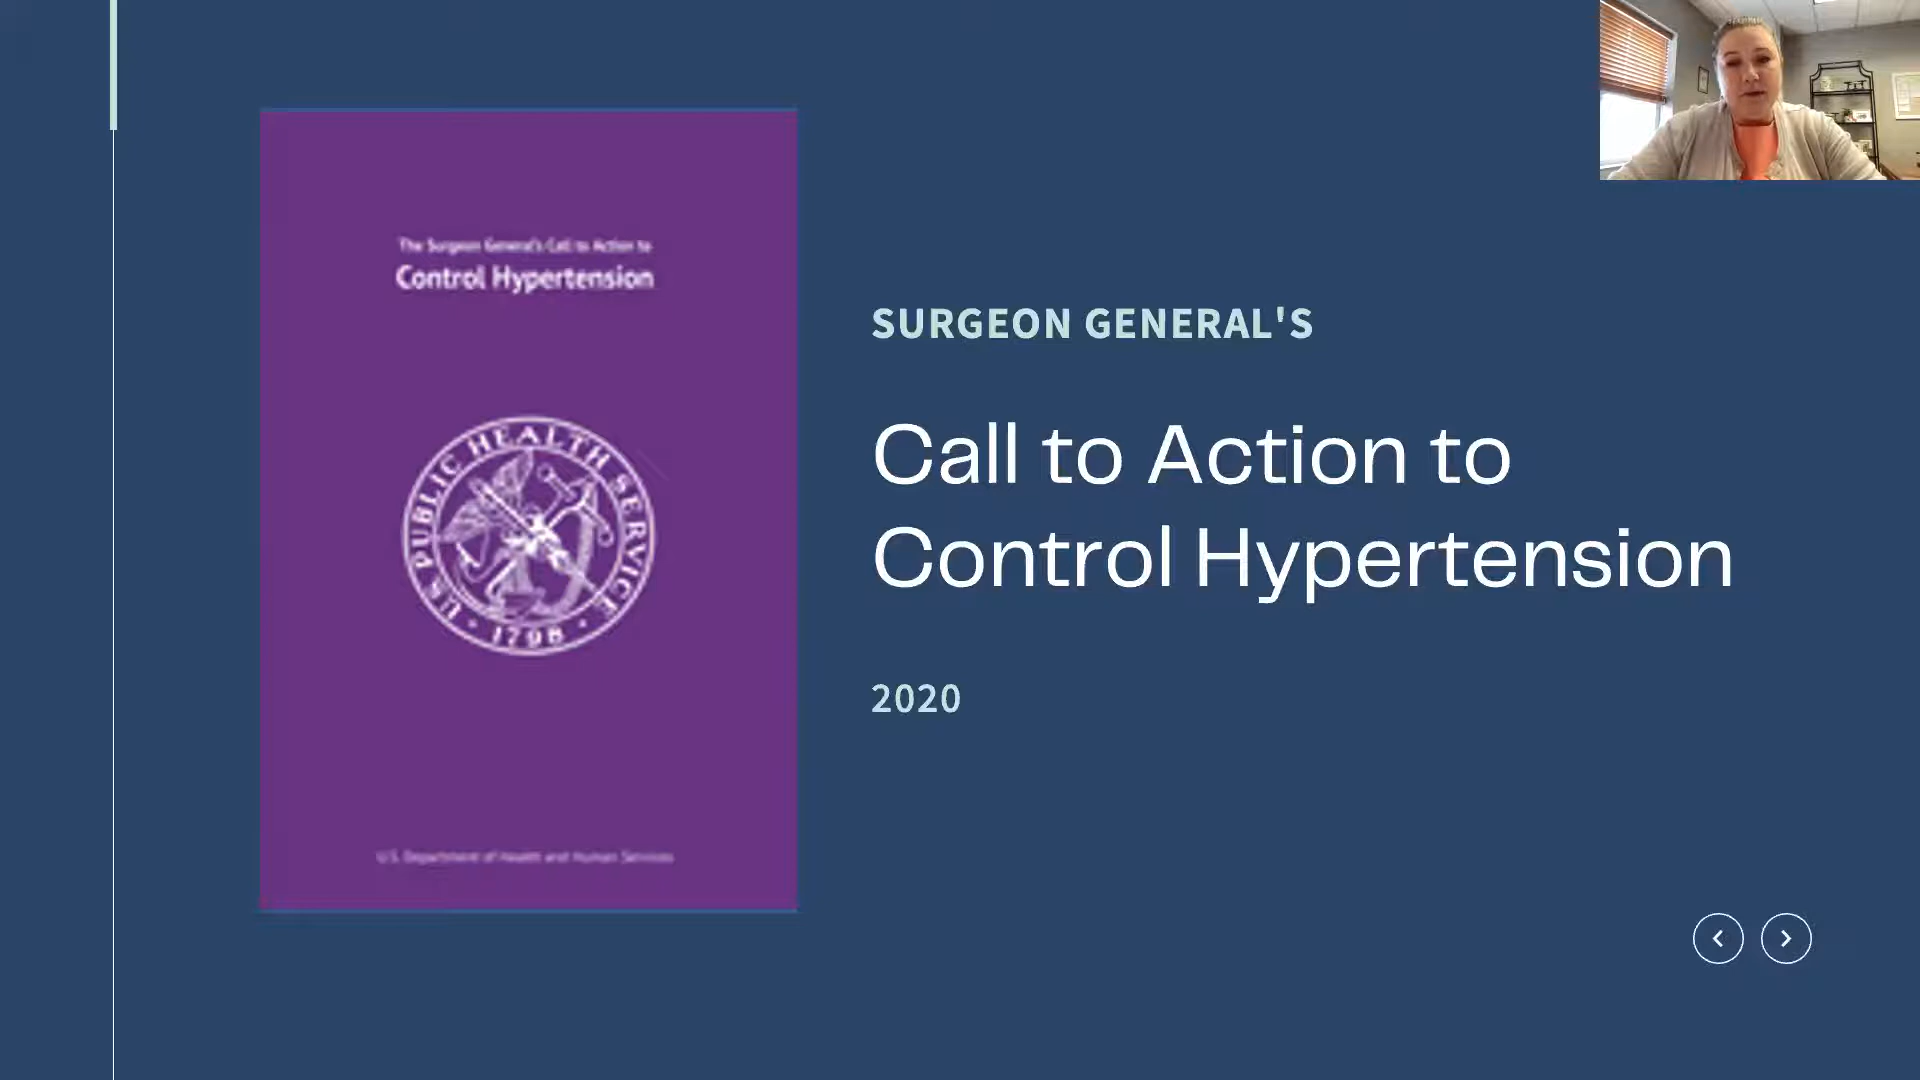 The Surgeon General's Call to Action to
Control Hypertension
U.S. PUBLIC HEALTH SERVICE
1798
U.S. Department of Health and Human Services
SURGEON GENERAL'S
Call to Action to
Control Hypertension
2020